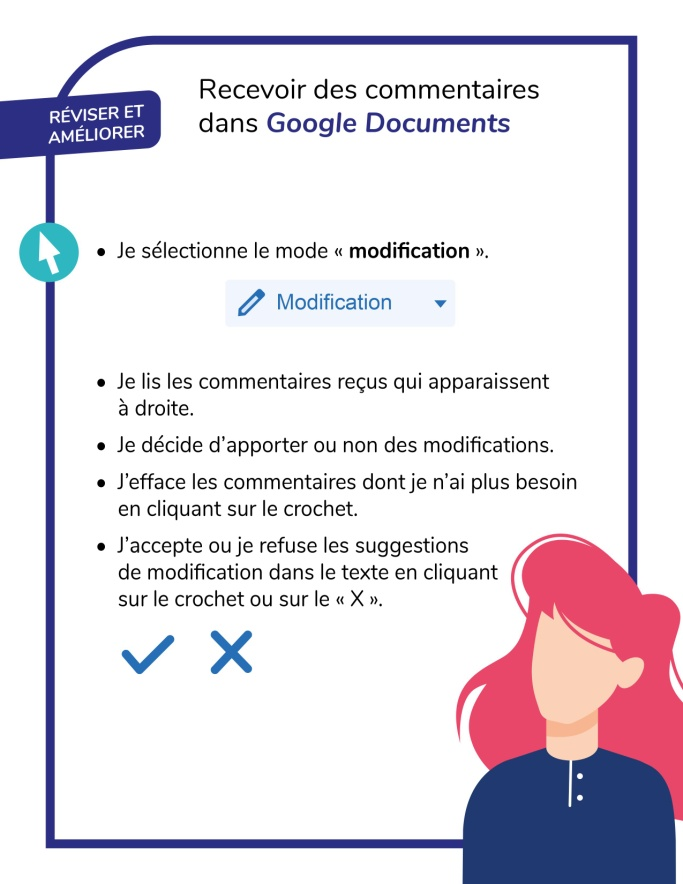 RÉVISER ET
AMÉLIORER
Recevoir des commentaires
dans Google Documents
• Je sélectionne le mode « modification ».
Modification
• Je lis les commentaires reçus qui apparaissent
à droite.
• Je décide d’apporter ou non des modifications.
• J’efface les commentaires dont je n’ai plus besoin
en cliquant sur le crochet.
• J’accepte ou je refuse les suggestions
de modification dans le texte en cliquant
sur le crochet ou sur le « X ».